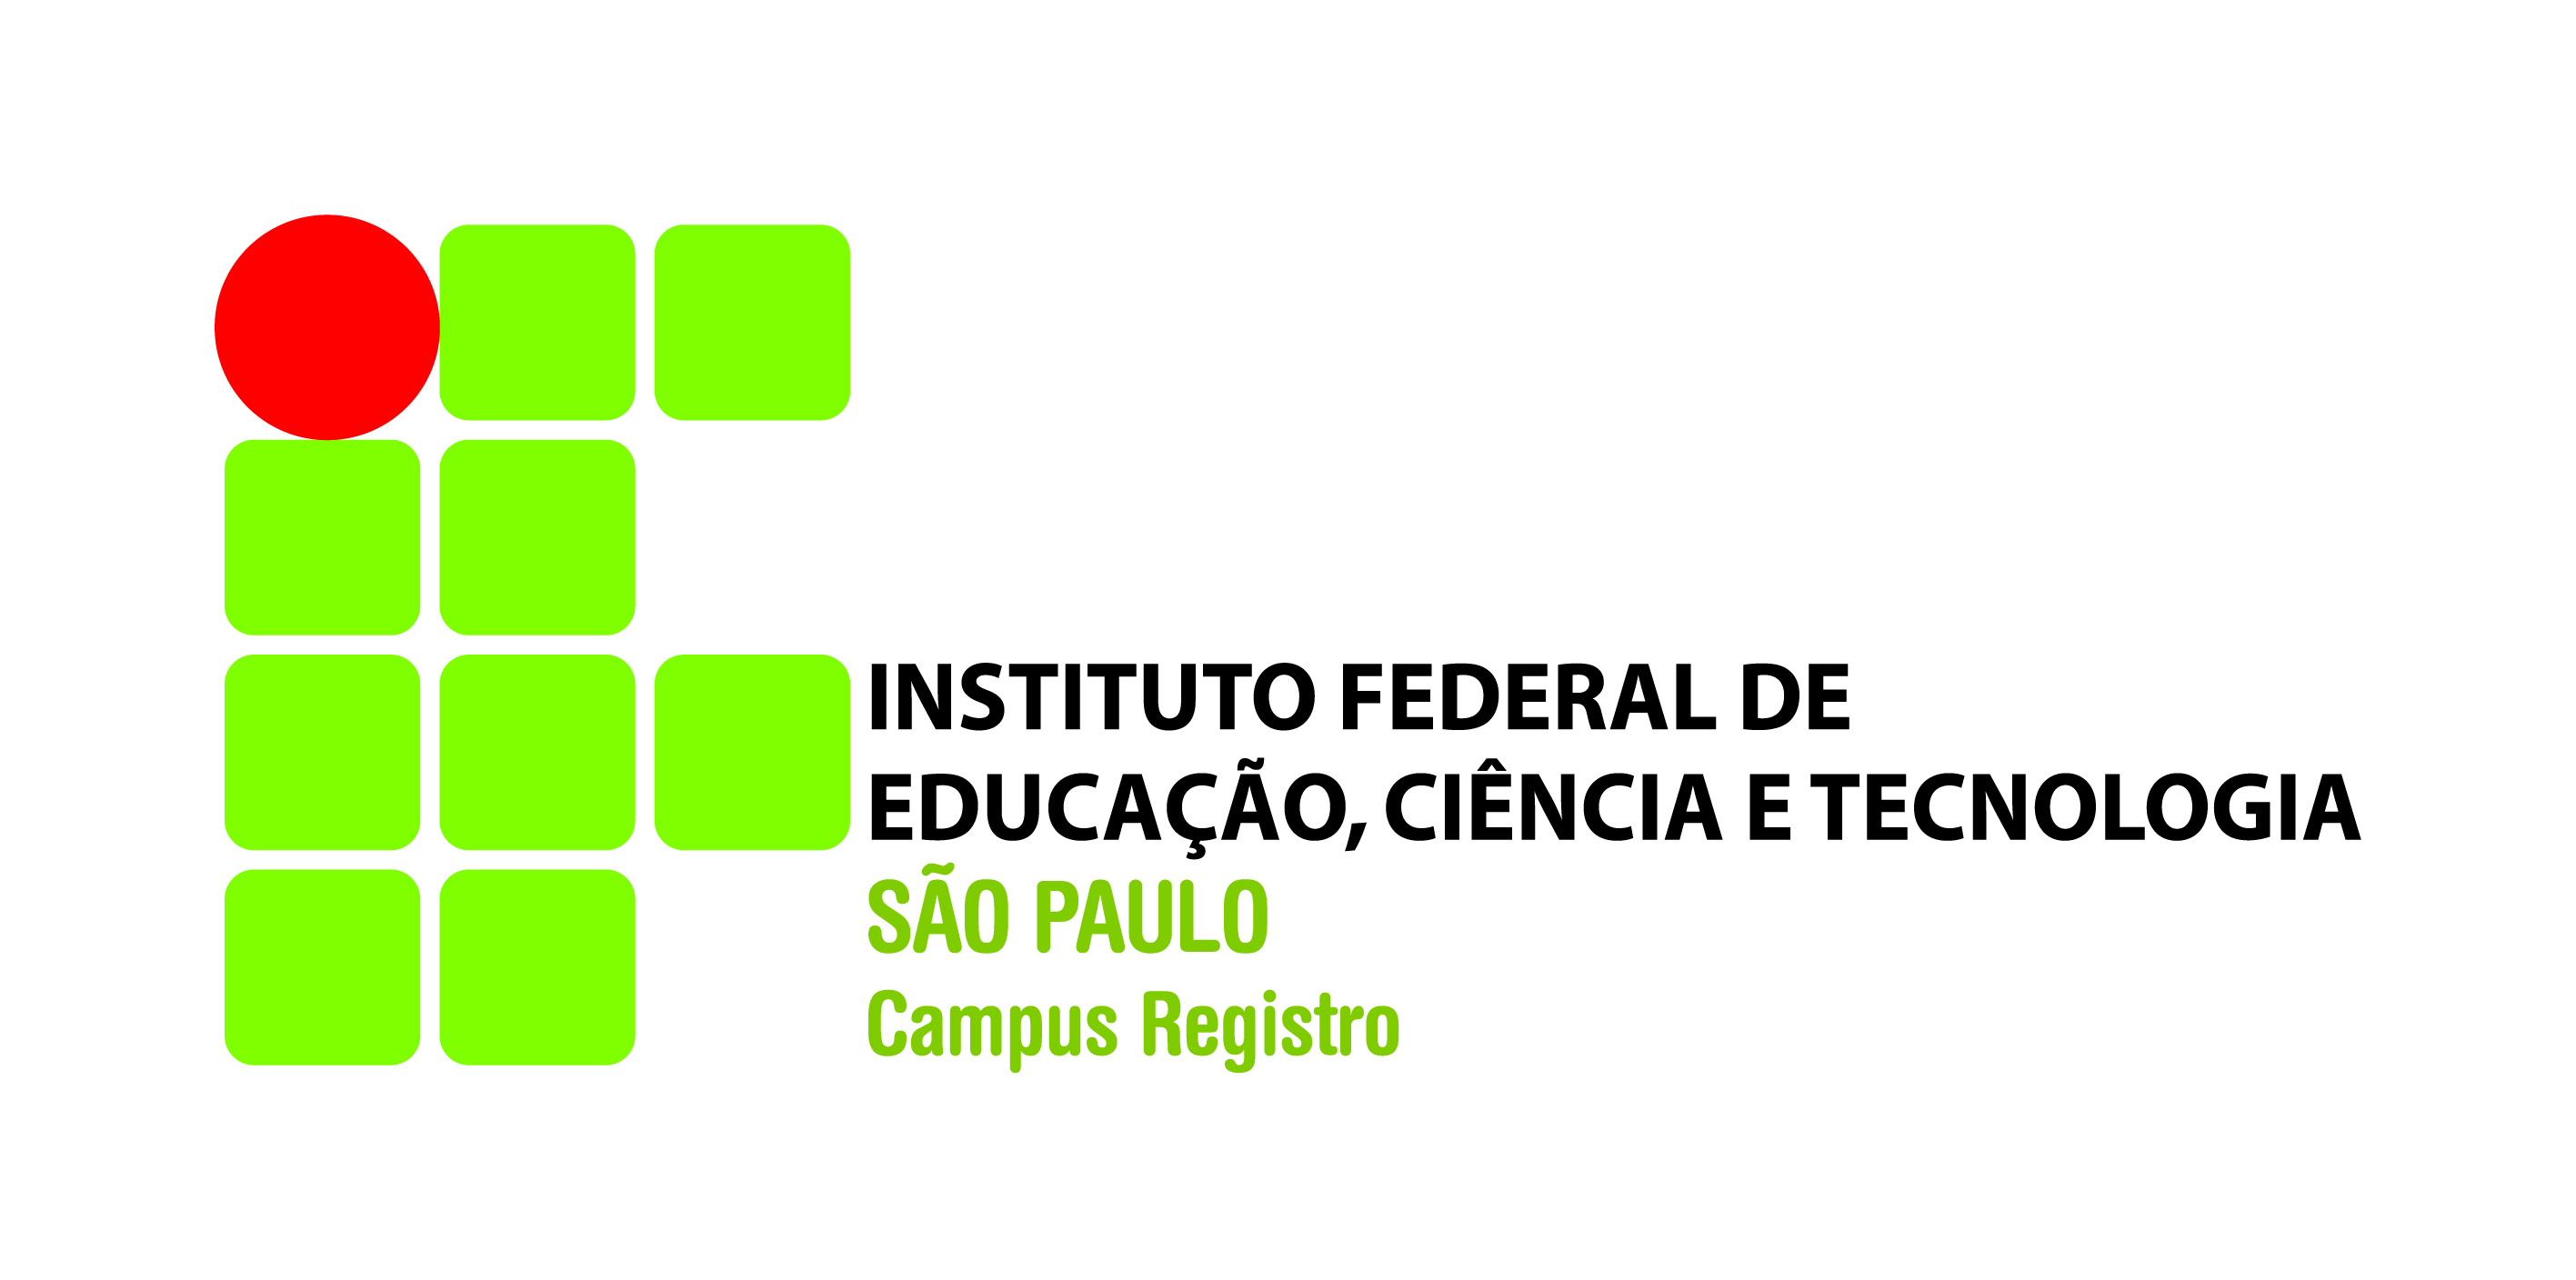 INSTITUTO FEDERAL DE
EDUCAÇÃO, CIÊNCIA E TECNOLOGIA
SÃO PAULO
Campus Registro